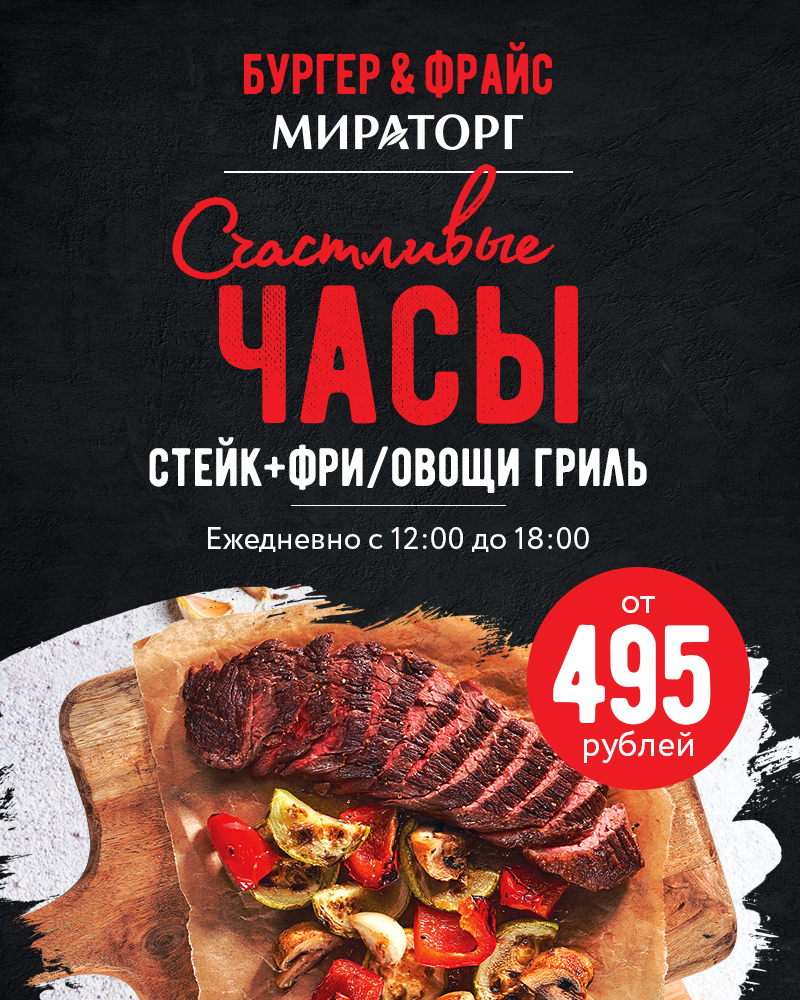 БУРГЕР & ФРАЙС
МИРАТОРГ
Счастливые
ЧАСЫ
СТЕЙК+ФРИ/ОВОЩИ ГРИЛЬ
Ежедневно с 12:00 до 18:00
от
495
рублей